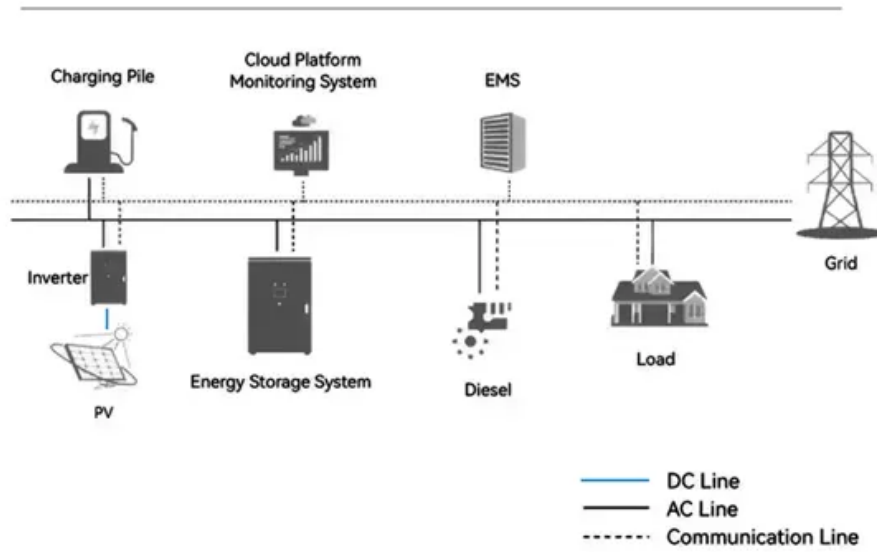 Charging Pile
Cloud Platform
Monitoring System
EMS
Grid
Inverter
PV
Energy Storage System
Diesel
Load
DC Line
AC Line
Communication Line